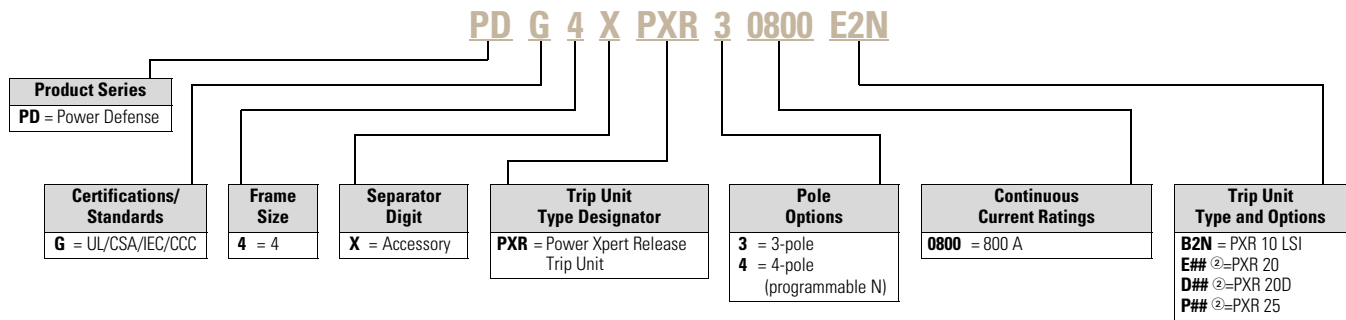 PD G 4 X PXR 3 0800 E2N
Product Series
PD = Power Defense
Certifications/
Standards
G = UL/CSA/IEC/CCC
Frame
Size
4 = 4
Separator
Digit
X = Accessory
Trip Unit
Type Designator
PXR = Power Xpert Release
Trip Unit
Pole
Options
3 = 3-pole
4 = 4-pole
(programmable N)
Continuous
Current Ratings
0800 = 800 A
Trip Unit
Type and Options
B2N = PXR 10 LSI
E## ②=PXR 20
D## ②=PXR 20D
P## ②=PXR 25